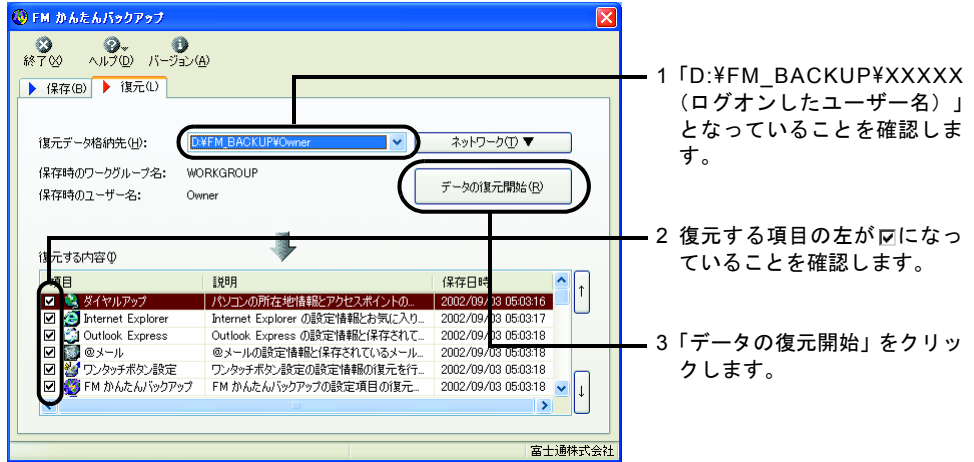 FM かんたんバックアップ
終了(X) ヘルプ(D) バージョン(A)
保存(B) 復元(L)
復元データ格納先(H): D:¥FM_BACKUP¥Owner ネットワーク(T) ▼
保存時のワークグループ名: WORKGROUP
保存時のユーザー名: Owner
データの復元開始(R)
復元する内容(I)
項目 説明 保存日時
ダイヤルアップ パソコンの所在地情報とアクセスポイントの... 2002/09/03 05:03:16
Internet Explorer Internet Explorer の設定情報とお気に入り... 2002/09/03 05:03:17
Outlook Express Outlook Express の設定情報と保存されて... 2002/09/03 05:03:18
@メール @メールの設定情報と保存されているメール... 2002/09/03 05:03:18
ワンタッチボタン設定 ワンタッチボタン設定の設定情報の復元を行... 2002/09/03 05:03:18
FM かんたんバックアップ FM かんたんバックアップの設定項目の復元... 2002/09/03 05:03:18
↑
↓
富士通株式会社
1「D:¥FM_BACKUP¥XXXXX
（ログオンしたユーザー名）」
となっていることを確認しま
す。
2 復元する項目の左が☑になっ
ていることを確認します。
3「データの復元開始」をクリッ
クします。